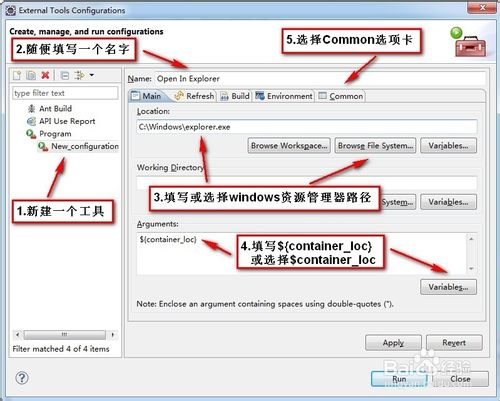 External Tools Configurations
Create, manage, and run configurations
2.随便填写一个名字
5.选择Common选项卡
type filter text
Ant Build
API Use Report
Program
New_configuration
1.新建一个工具
Filter matched 4 of 4 items
Name: Open In Explorer
Main Refresh Build Environment Common
Location:
C:\Windows\explorer.exe
Browse Workspace... Browse File System... Variables...
Working Directory:
3.填写或选择windows资源管理器路径
System... Variables...
Arguments:
${container_loc}
4.填写${container_loc}
或选择$container_loc
Variables...
Note: Enclose an argument containing spaces using double-quotes (").
Apply Revert
Run Close
Baidu 经验